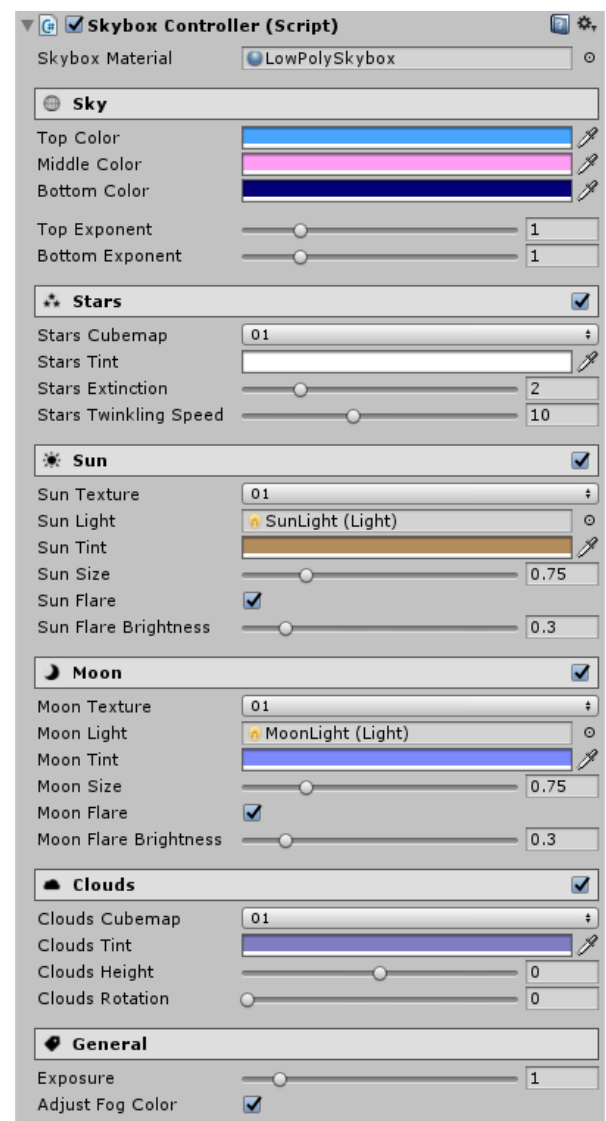 Skybox Controller (Script)
Skybox Material LowPolySkybox
Sky
Top Color
Middle Color
Bottom Color
Top Exponent 1
Bottom Exponent 1
Stars
Stars Cubemap 01
Stars Tint
Stars Extinction 2
Stars Twinkling Speed 10
Sun
Sun Texture 01
Sun Light SunLight (Light)
Sun Tint
Sun Size 0.75
Sun Flare
Sun Flare Brightness 0.3
Moon
Moon Texture 01
Moon Light MoonLight (Light)
Moon Tint
Moon Size 0.75
Moon Flare
Moon Flare Brightness 0.3
Clouds
Clouds Cubemap 01
Clouds Tint
Clouds Height 0
Clouds Rotation 0
General
Exposure 1
Adjust Fog Color